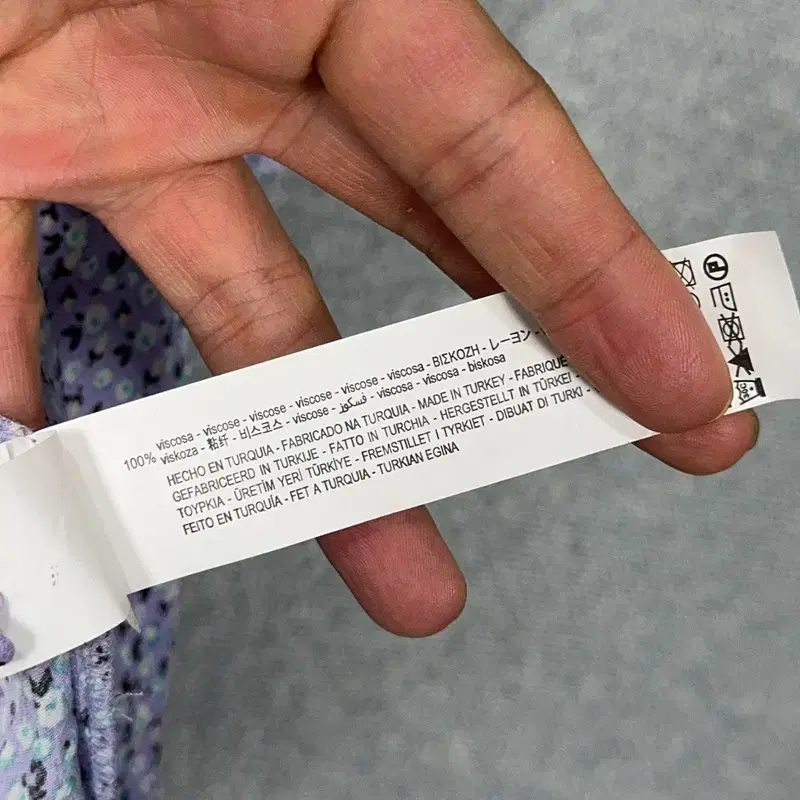 viscosa - viscose - viscose - viscose - viscose - viscosa - ΒΙΣΚΟΖΗ - レーヨン -
100% viskoza - 粘纤 - 비스코스 - viscose - فسكوز - viscosa - viscosa - biskosa
HECHO EN TURQUIA - FABRICADO NA TURQUIA - MADE IN TURKEY - FABRIQUÉ
GEFABRICEERD IN TURKIJE - FATTO IN TURCHIA - HERGESTELLT IN TÜRKEI -
ΤΟΥΡΚΙΑ - ÜRETİM YERİ TÜRKİYE - FREMSTILLET I TYRKIET - DIBUAT DI TURKI -
FEITO EN TURQUÍA - FET A TURQUIA - TURKIAN EGINA